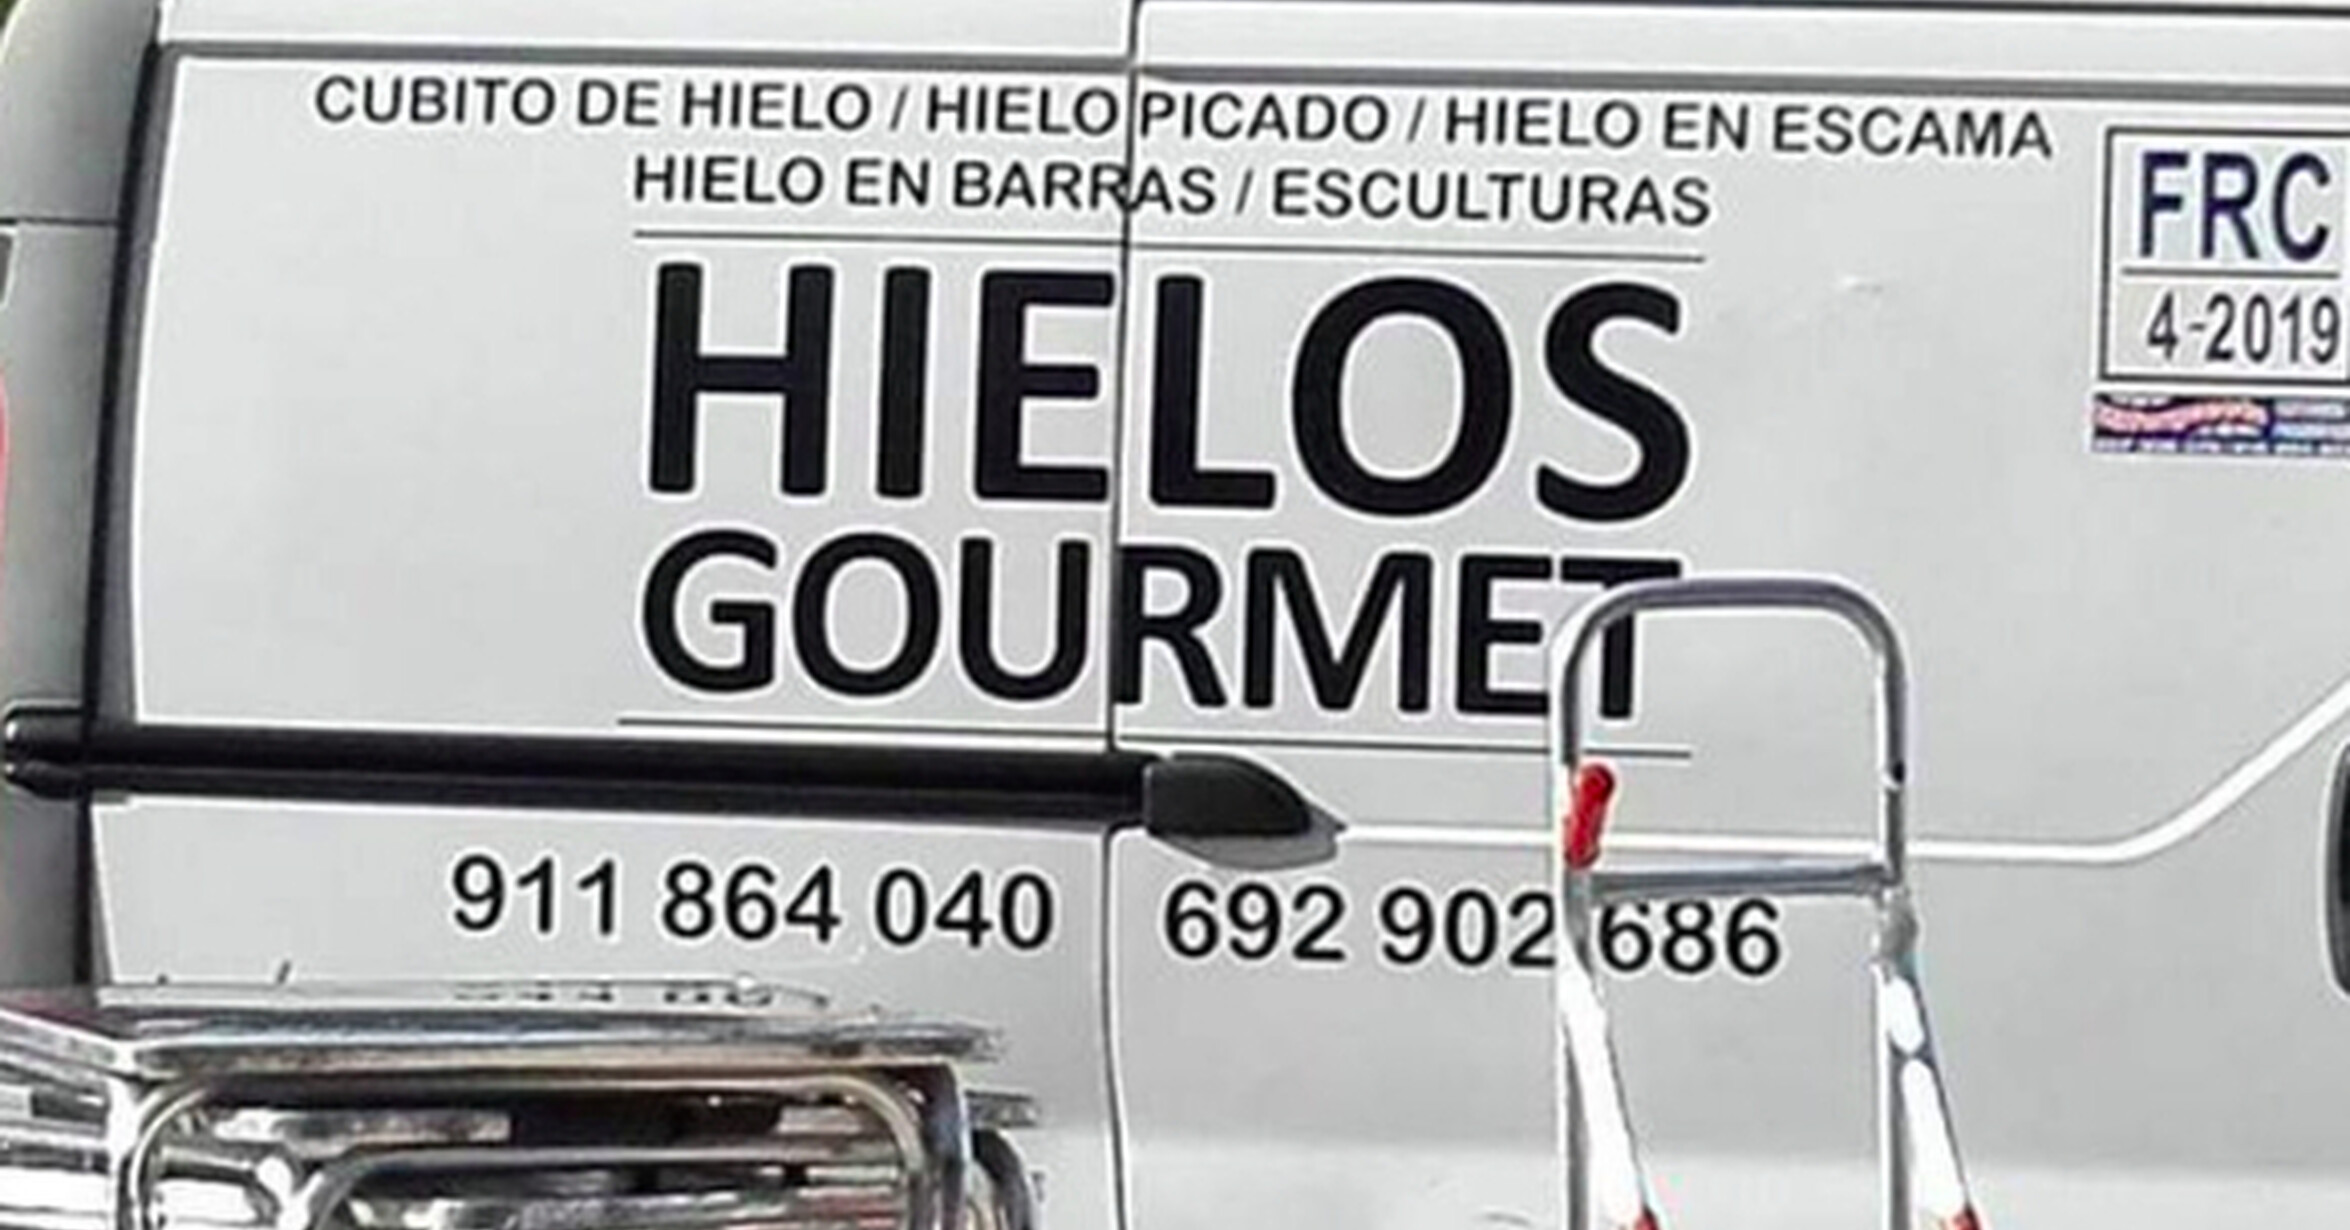 CUBITO DE HIELO / HIELO PICADO / HIELO EN ESCAMA
HIELO EN BARRAS / ESCULTURAS
HIELOS
GOURMET
911 864 040 692 902 686
FRC
4-2019